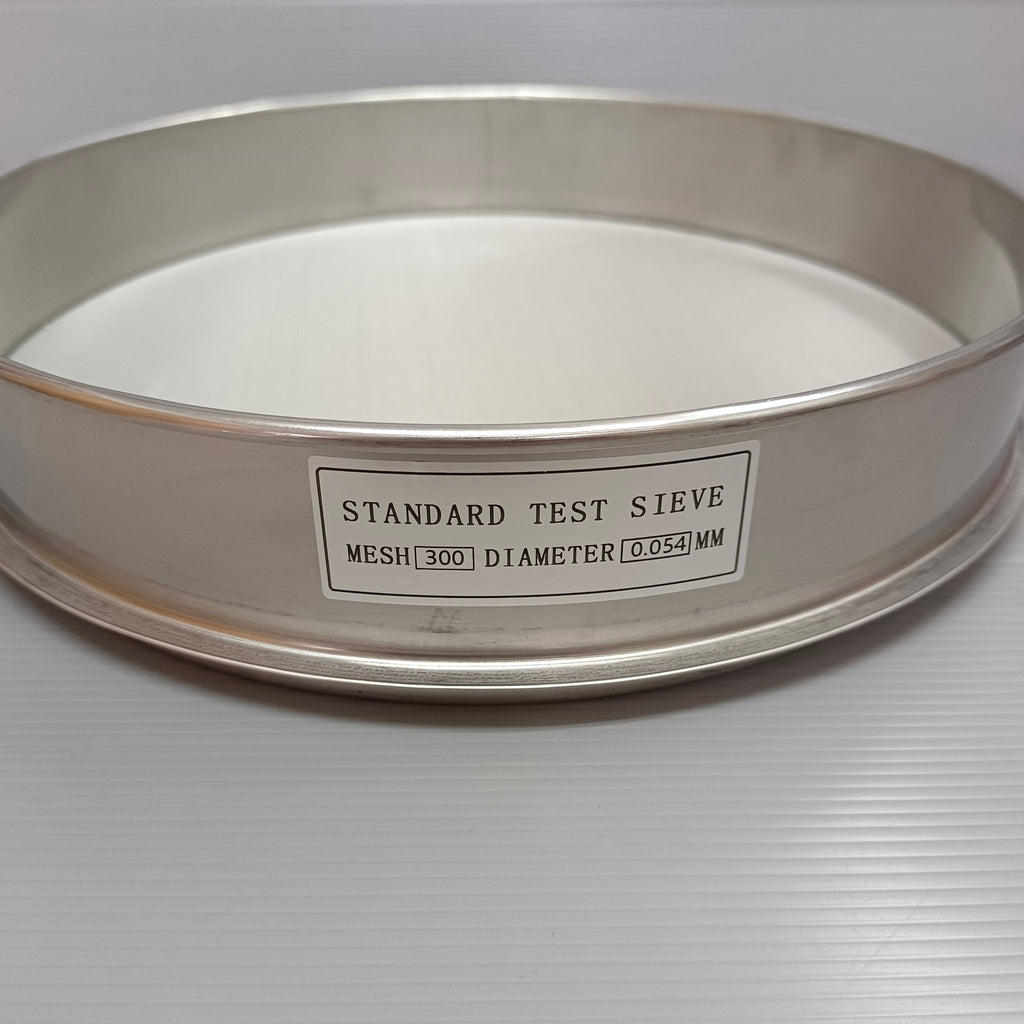 STANDARD TEST SIEVE
MESH 300 DIAMETER 0.054 MM